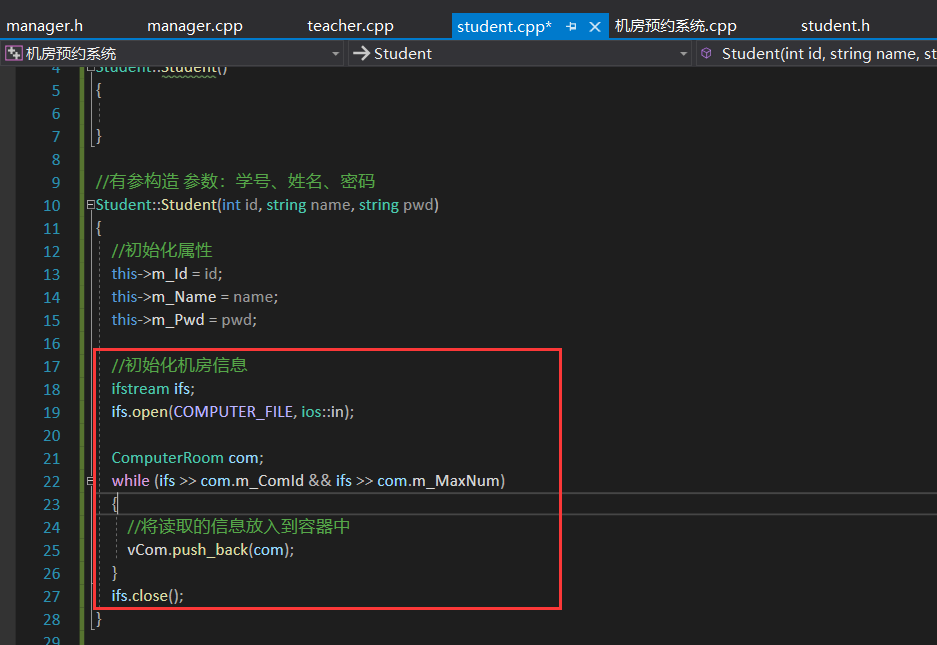 manager.h manager.cpp teacher.cpp student.cpp* 机房预约系统.cpp student.h
机房预约系统 Student Student(int id, string name, st
4 Student::Student()
5 {
6
7 }
8
9 //有参构造 参数：学号、姓名、密码
10 Student::Student(int id, string name, string pwd)
11 {
12 //初始化属性
13 this->m_Id = id;
14 this->m_Name = name;
15 this->m_Pwd = pwd;
16
17 //初始化机房信息
18 ifstream ifs;
19 ifs.open(COMPUTER_FILE, ios::in);
20
21 ComputerRoom com;
22 while (ifs >> com.m_ComId && ifs >> com.m_MaxNum)
23 {
24 //将读取的信息放入到容器中
25 vCom.push_back(com);
26 }
27 ifs.close();
28 }
29